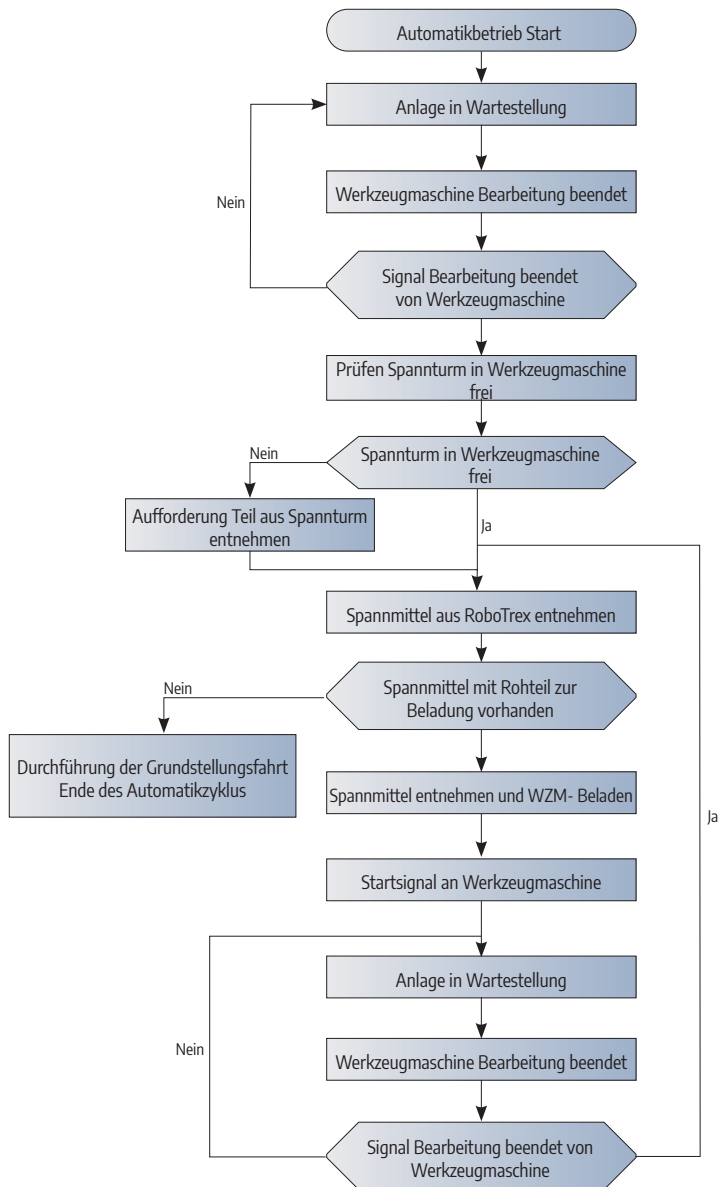 Automatikbetrieb Start
Anlage in Wartestellung
Werkzeugmaschine Bearbeitung beendet
Nein
Signal Bearbeitung beendet
von Werkzeugmaschine
Prüfen Spannturm in Werkzeugmaschine
frei
Nein
Spannturm in Werkzeugmaschine
frei
Aufforderung Teil aus Spannturm
entnehmen
Ja
Spannmittel aus RoboTrex entnehmen
Nein
Spannmittel mit Rohteil zur
Beladung vorhanden
Durchführung der Grundstellungsfahrt
Ende des Automatikzyklus
Spannmittel entnehmen und WZM- Beladen
Ja
Startsignal an Werkzeugmaschine
Anlage in Wartestellung
Nein
Werkzeugmaschine Bearbeitung beendet
Signal Bearbeitung beendet von
Werkzeugmaschine